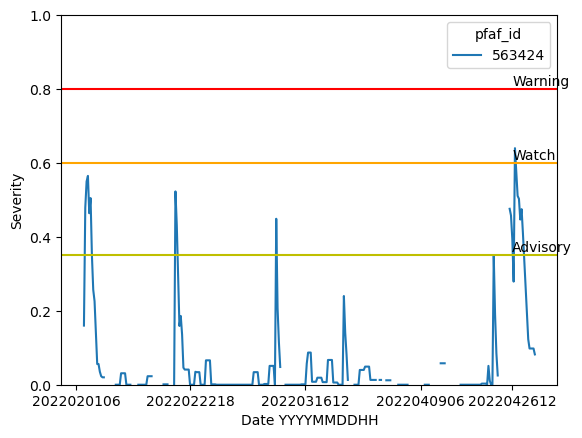 1.0
pfaf_id
563424
Warning
0.8
Watch
0.6
Severity
0.4
Advisory
0.2
0.0
2022020106
2022022218
2022031612
2022040906
2022042612
Date YYYYMMDDHH